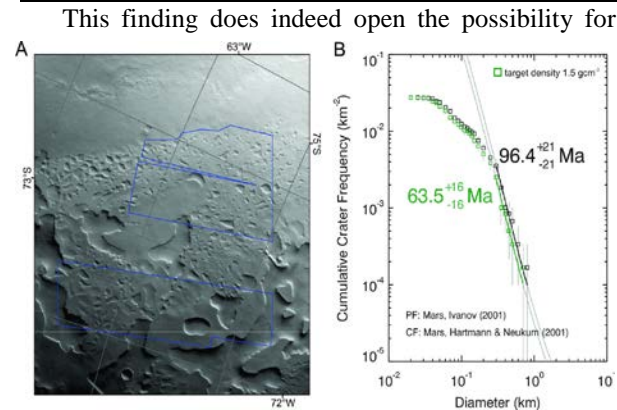 This finding does indeed open the possibility for
A
63°W
75°S
73°S
72°W
B
Cumulative Crater Frequency (km-2)
10-1
10-2
10-3
10-4
10-5
target density 1.5 gcm-3
96.4 +21 -21 Ma
63.5 +16 -16 Ma
PF: Mars, Ivanov (2001)
CF: Mars, Hartmann & Neukum (2001)
10-2 10-1 100 101
Diameter (km)